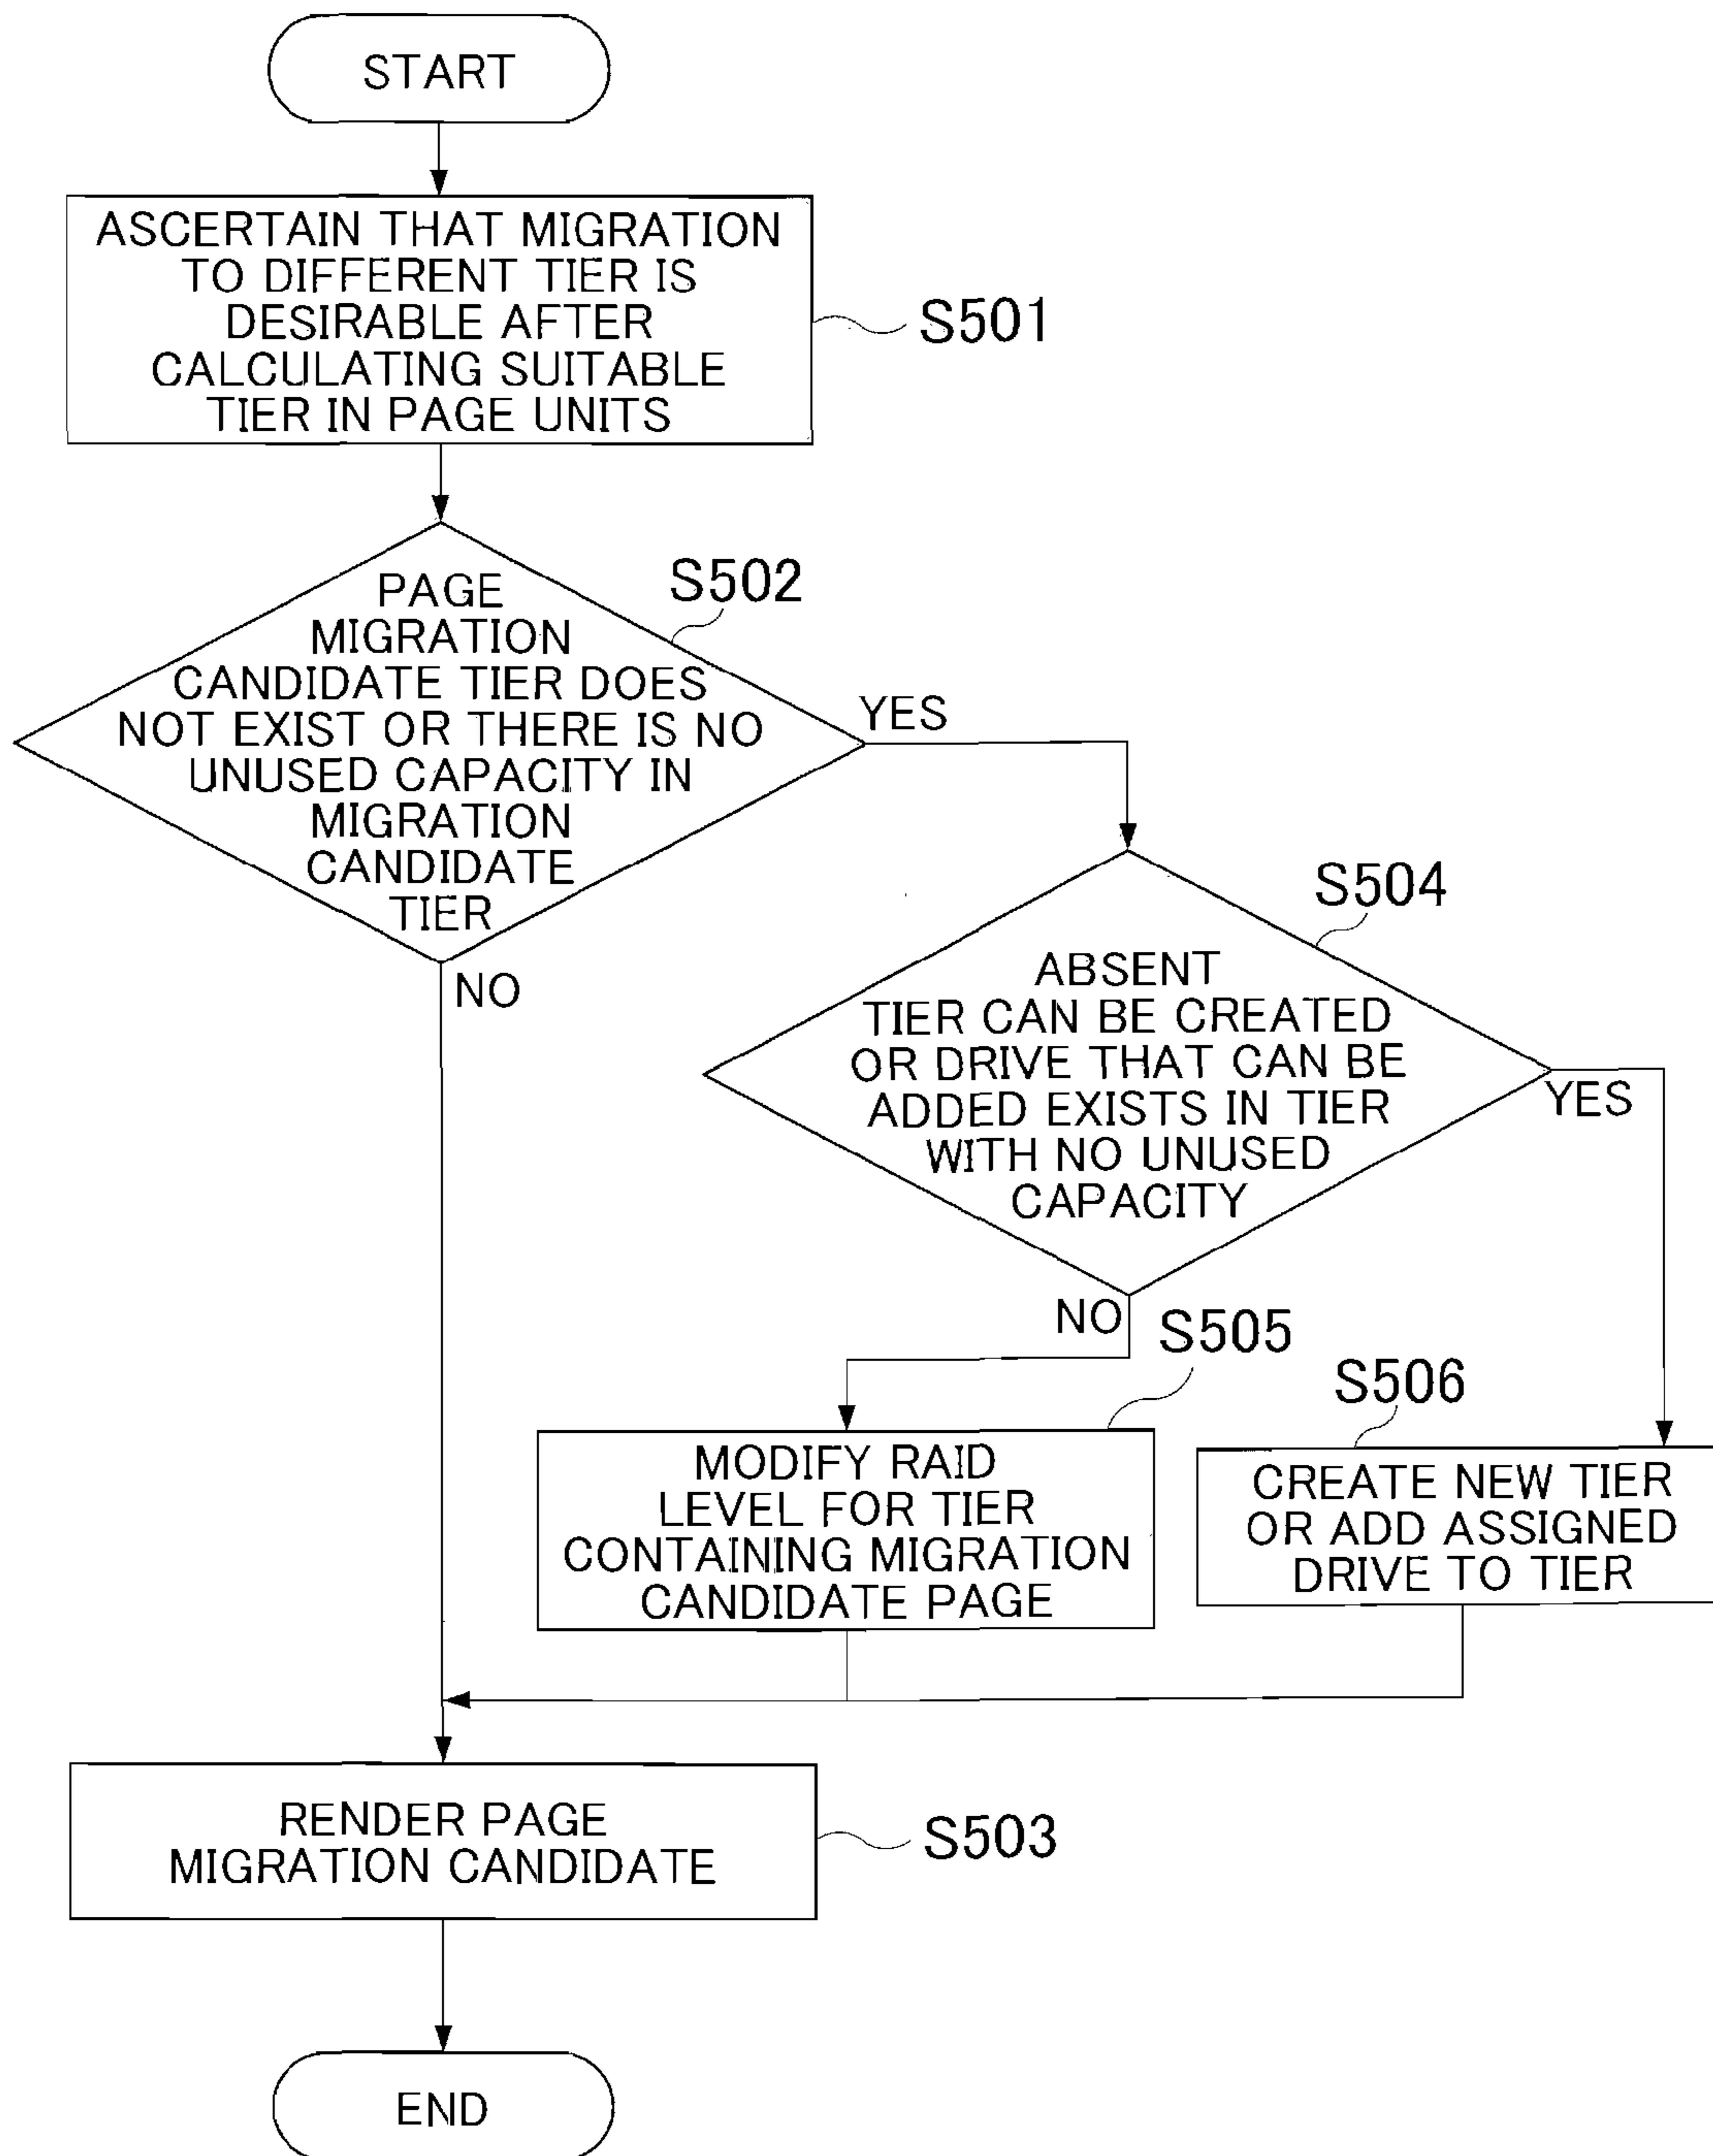 START
ASCERTAIN THAT MIGRATION
TO DIFFERENT TIER IS
DESIRABLE AFTER
CALCULATING SUITABLE
TIER IN PAGE UNITS
S501
PAGE
MIGRATION
CANDIDATE TIER DOES
NOT EXIST OR THERE IS NO
UNUSED CAPACITY IN
MIGRATION
CANDIDATE
TIER
S502
YES
NO
ABSENT
TIER CAN BE CREATED
OR DRIVE THAT CAN BE
ADDED EXISTS IN TIER
WITH NO UNUSED
CAPACITY
S504
YES
NO
S505
MODIFY RAID
LEVEL FOR TIER
CONTAINING MIGRATION
CANDIDATE PAGE
S506
CREATE NEW TIER
OR ADD ASSIGNED
DRIVE TO TIER
RENDER PAGE
MIGRATION CANDIDATE
S503
END